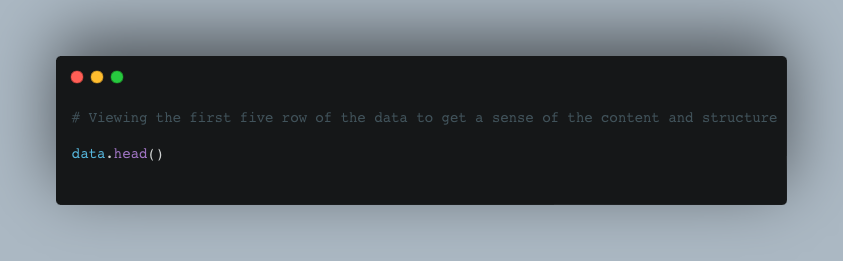 # Viewing the first five row of the data to get a sense of the content and structure
data.head()